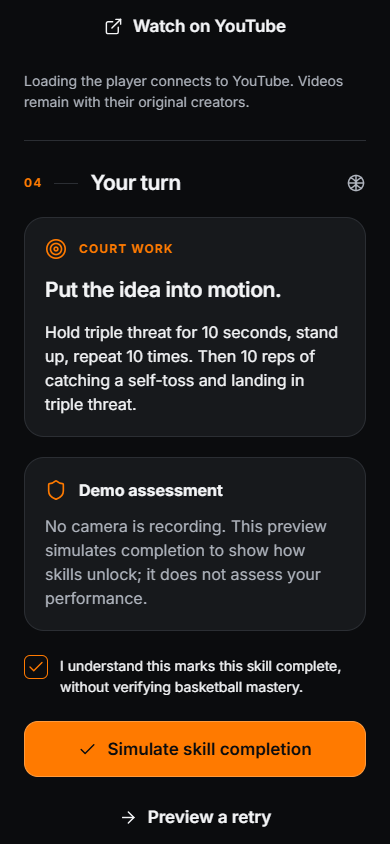 Watch on YouTube
Loading the player connects to YouTube. Videos
remain with their original creators.
04
Your turn
COURT WORK
Put the idea into motion.
Hold triple threat for 10 seconds, stand
up, repeat 10 times. Then 10 reps of
catching a self-toss and landing in
triple threat.
Demo assessment
No camera is recording. This preview
simulates completion to show how
skills unlock; it does not assess your
performance.
I understand this marks this skill complete,
without verifying basketball mastery.
Simulate skill completion
Preview a retry